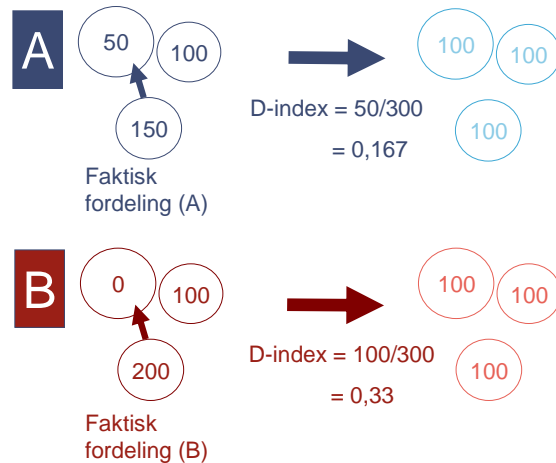 A
50
100
150
Faktisk
fordeling (A)
D-index = 50/300
= 0,167
100
100
100
B
0
100
200
Faktisk
fordeling (B)
D-index = 100/300
= 0,33
100
100
100